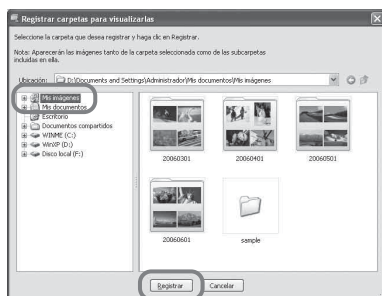 Registrar carpetas para visualizarlas
Seleccione la carpeta que desea registrar y haga clic en Registrar.
Nota: Aparecerán las imágenes tanto de la carpeta seleccionada como de las subcarpetas
incluidas en ella.
Ubicación: D:\Documents and Settings\Administrador\Mis documentos\Mis imágenes
Mis imágenes
Mis documentos
Escritorio
Documentos compartidos
WINME (C:)
WinXP (D:)
Disco local (F:)
20060301 20060401 20060501
20060601 sample
Registrar Cancelar